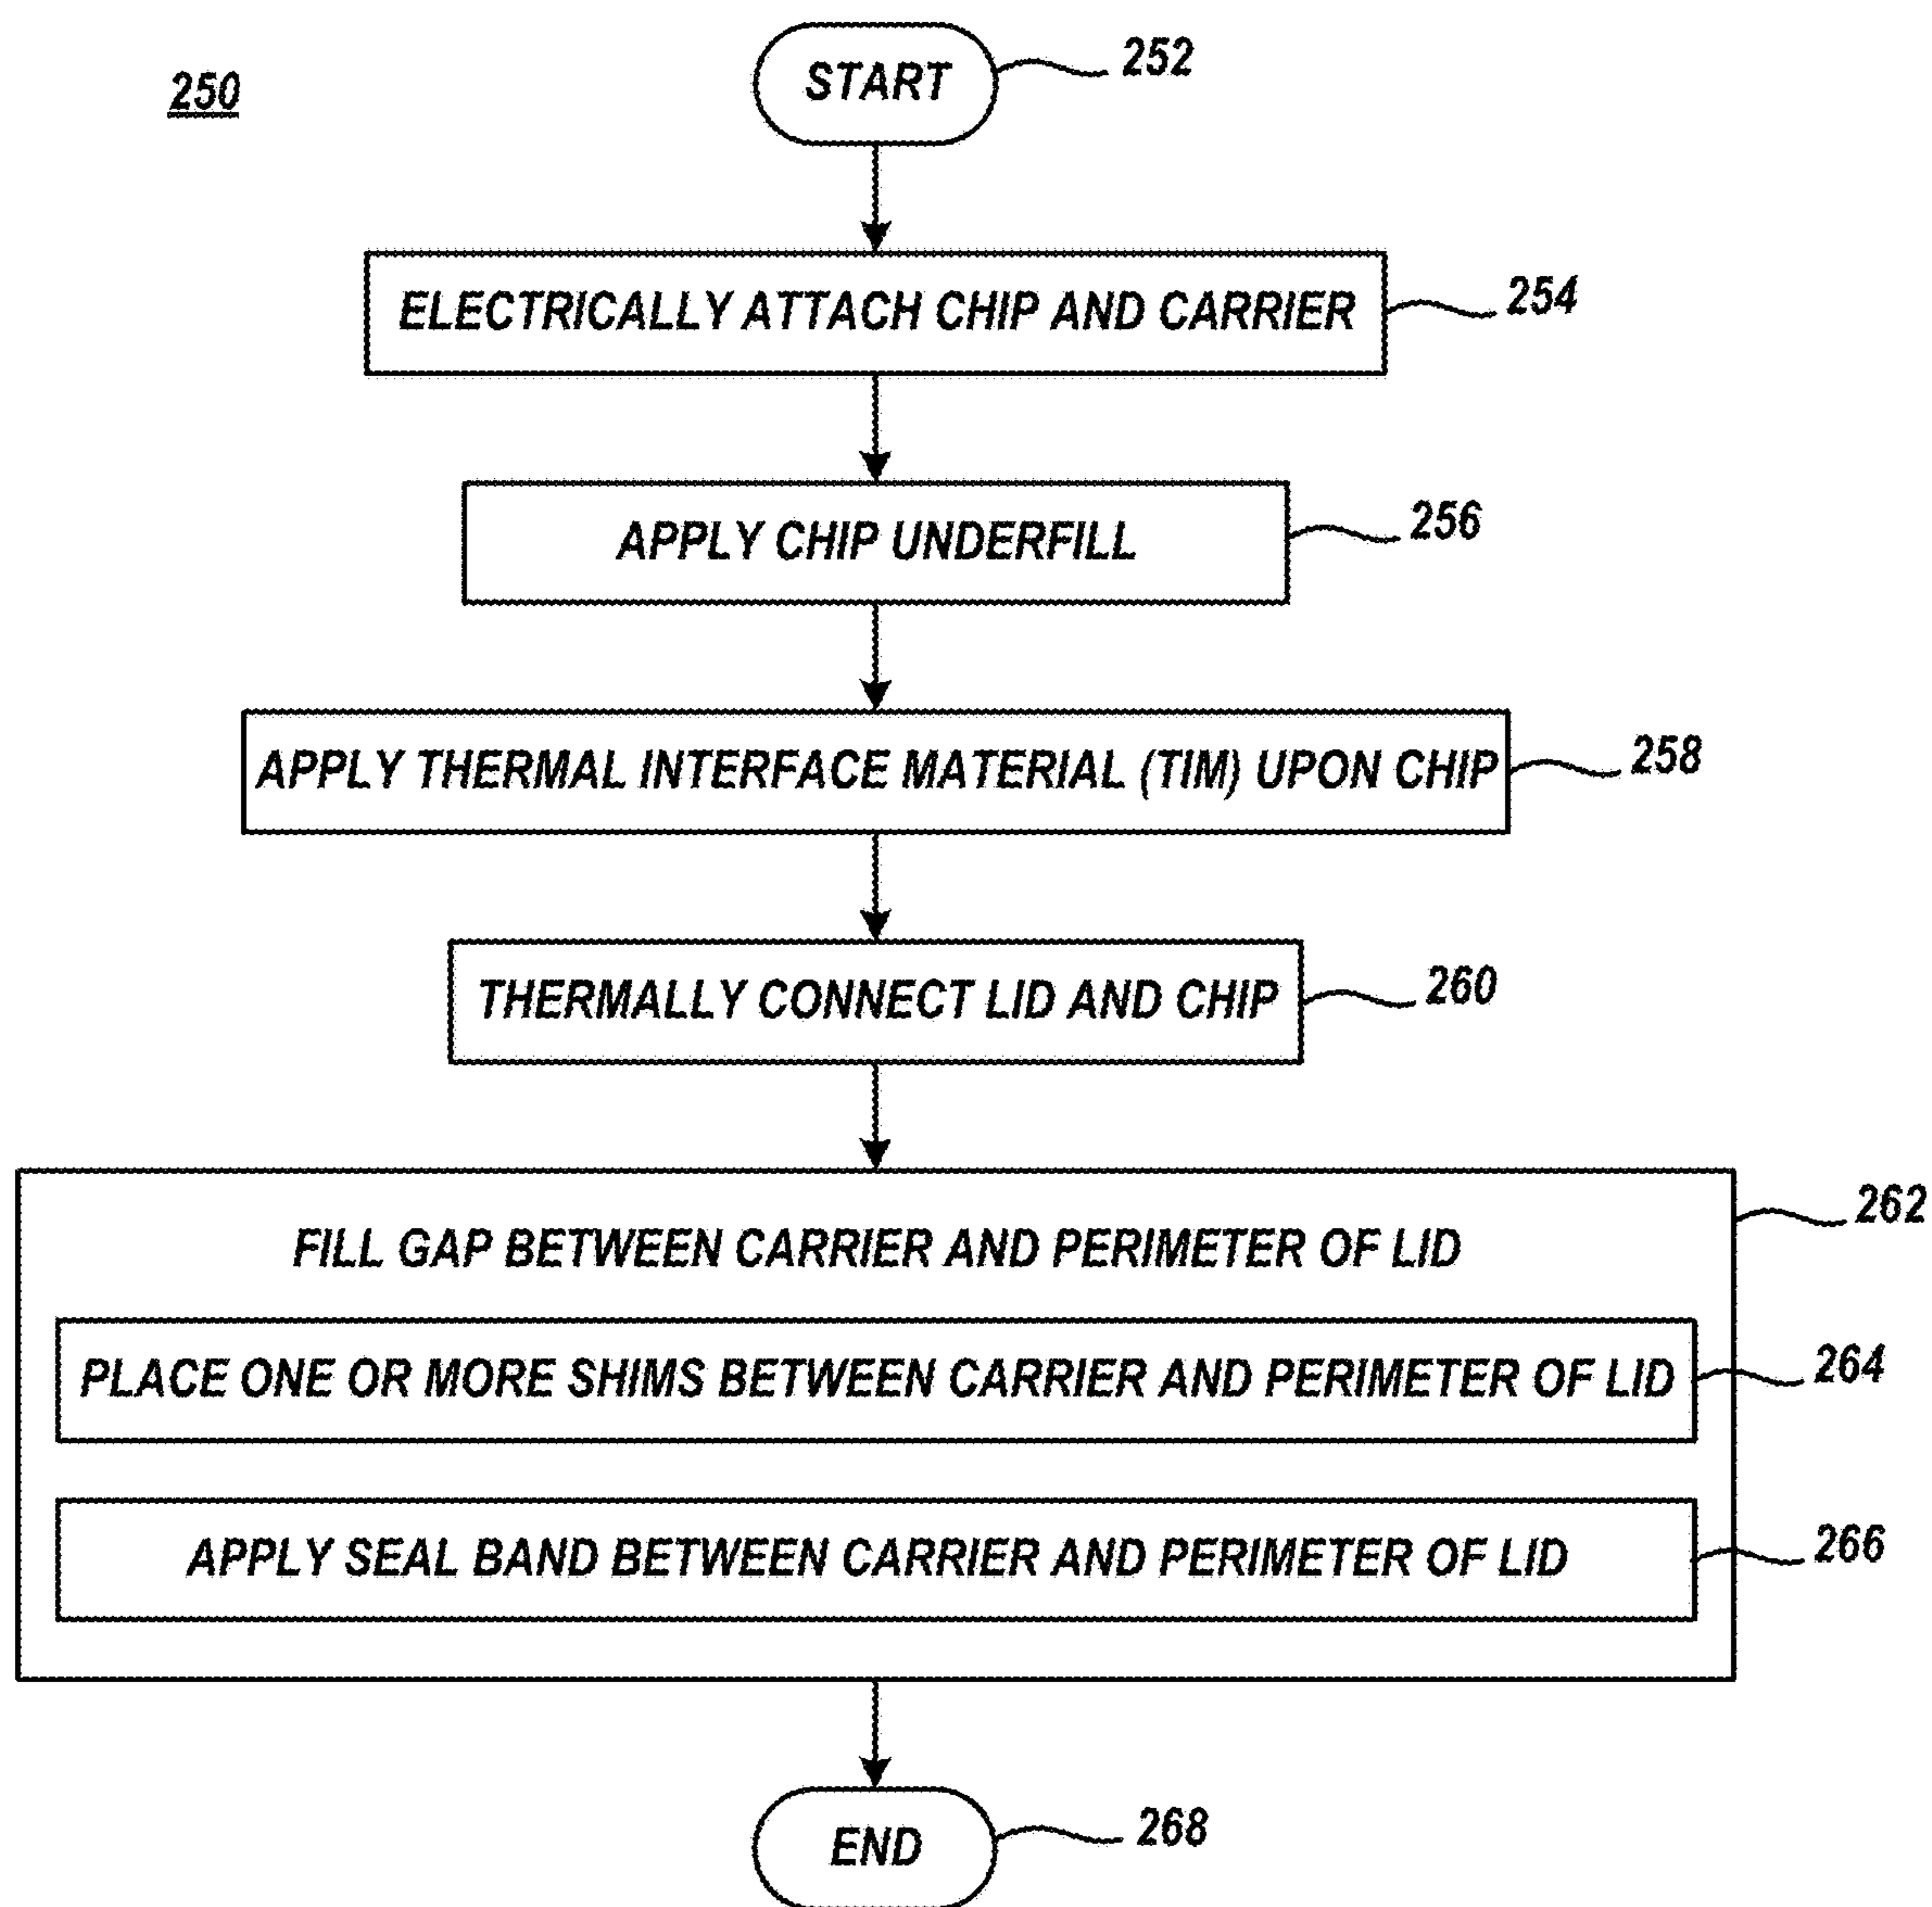 250
START
252
ELECTRICALLY ATTACH CHIP AND CARRIER
254
APPLY CHIP UNDERFILL
256
APPLY THERMAL INTERFACE MATERIAL (TIM) UPON CHIP
258
THERMALLY CONNECT LID AND CHIP
260
FILL GAP BETWEEN CARRIER AND PERIMETER OF LID
262
PLACE ONE OR MORE SHIMS BETWEEN CARRIER AND PERIMETER OF LID
264
APPLY SEAL BAND BETWEEN CARRIER AND PERIMETER OF LID
266
END
268